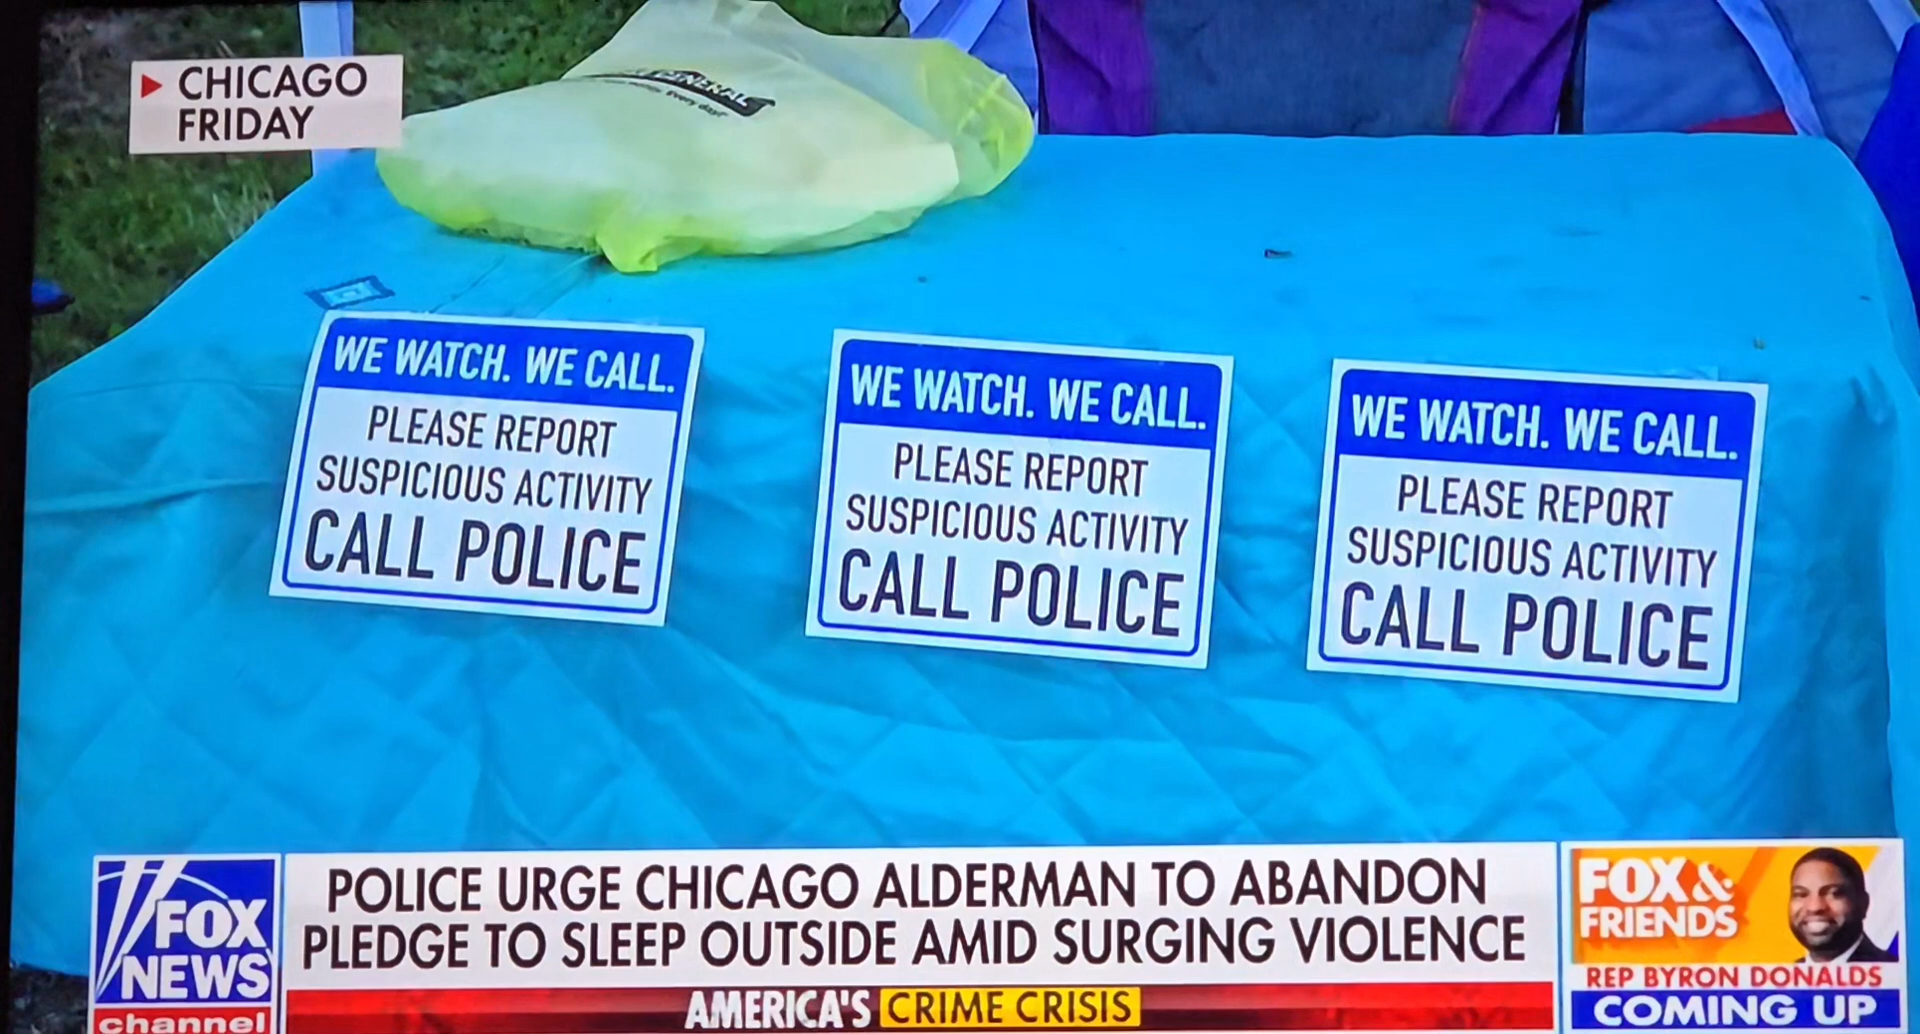 CHICAGO
FRIDAY
GENERAL
every day!
WE WATCH. WE CALL.
PLEASE REPORT
SUSPICIOUS ACTIVITY
CALL POLICE
WE WATCH. WE CALL.
PLEASE REPORT
SUSPICIOUS ACTIVITY
CALL POLICE
WE WATCH. WE CALL.
PLEASE REPORT
SUSPICIOUS ACTIVITY
CALL POLICE
FOX
NEWS
channel
POLICE URGE CHICAGO ALDERMAN TO ABANDON
PLEDGE TO SLEEP OUTSIDE AMID SURGING VIOLENCE
AMERICA'S CRIME CRISIS
FOX &
FRIENDS
REP BYRON DONALDS
COMING UP